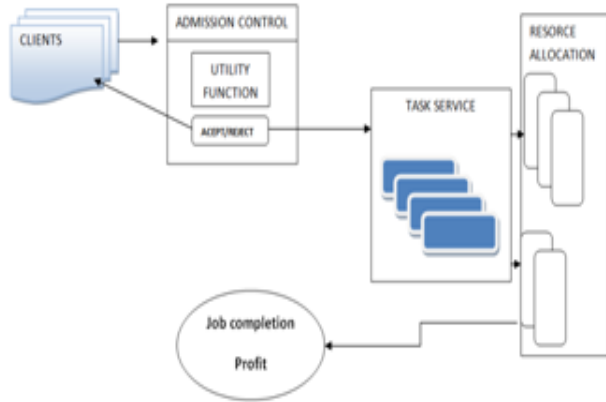 CLIENTS
ADMISSION CONTROL
UTILITY
FUNCTION
ACEPT/REJECT
TASK SERVICE
RESORCE
ALLOCATION
Job completion
Profit